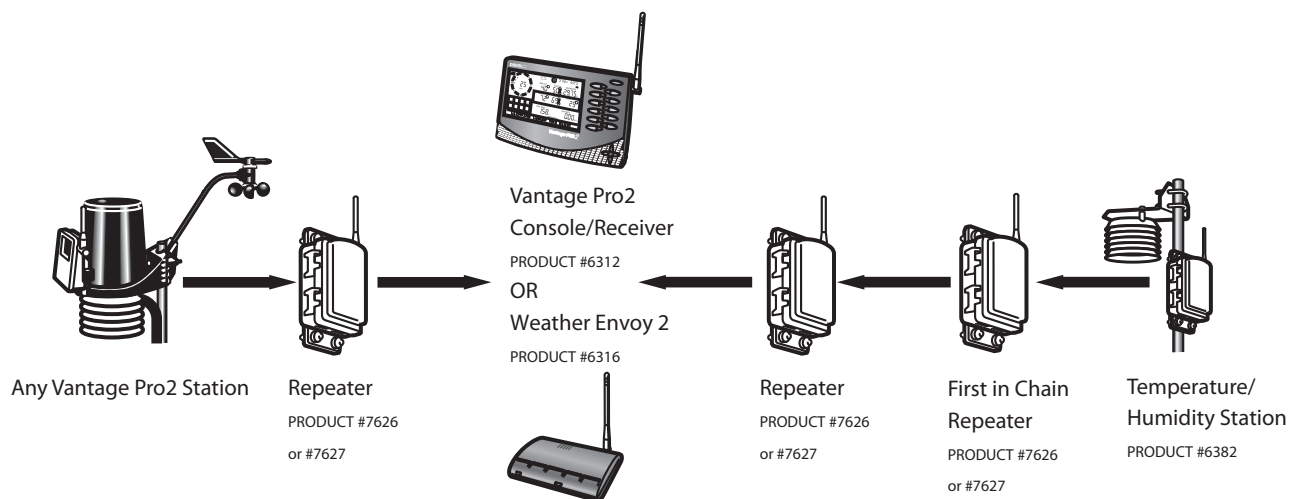 Vantage Pro2
Console/Receiver
PRODUCT #6312
OR
Weather Envoy 2
PRODUCT #6316
Any Vantage Pro2 Station
Repeater
PRODUCT #7626
or #7627
Repeater
PRODUCT #7626
or #7627
First in Chain
Repeater
PRODUCT #7626
or #7627
Temperature/
Humidity Station
PRODUCT #6382